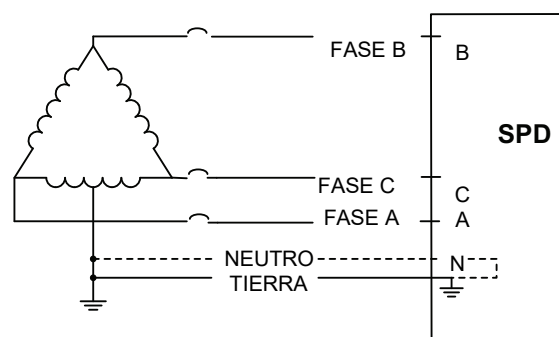 FASE B
B
SPD
FASE C
C
FASE A
A
NEUTRO
N
TIERRA